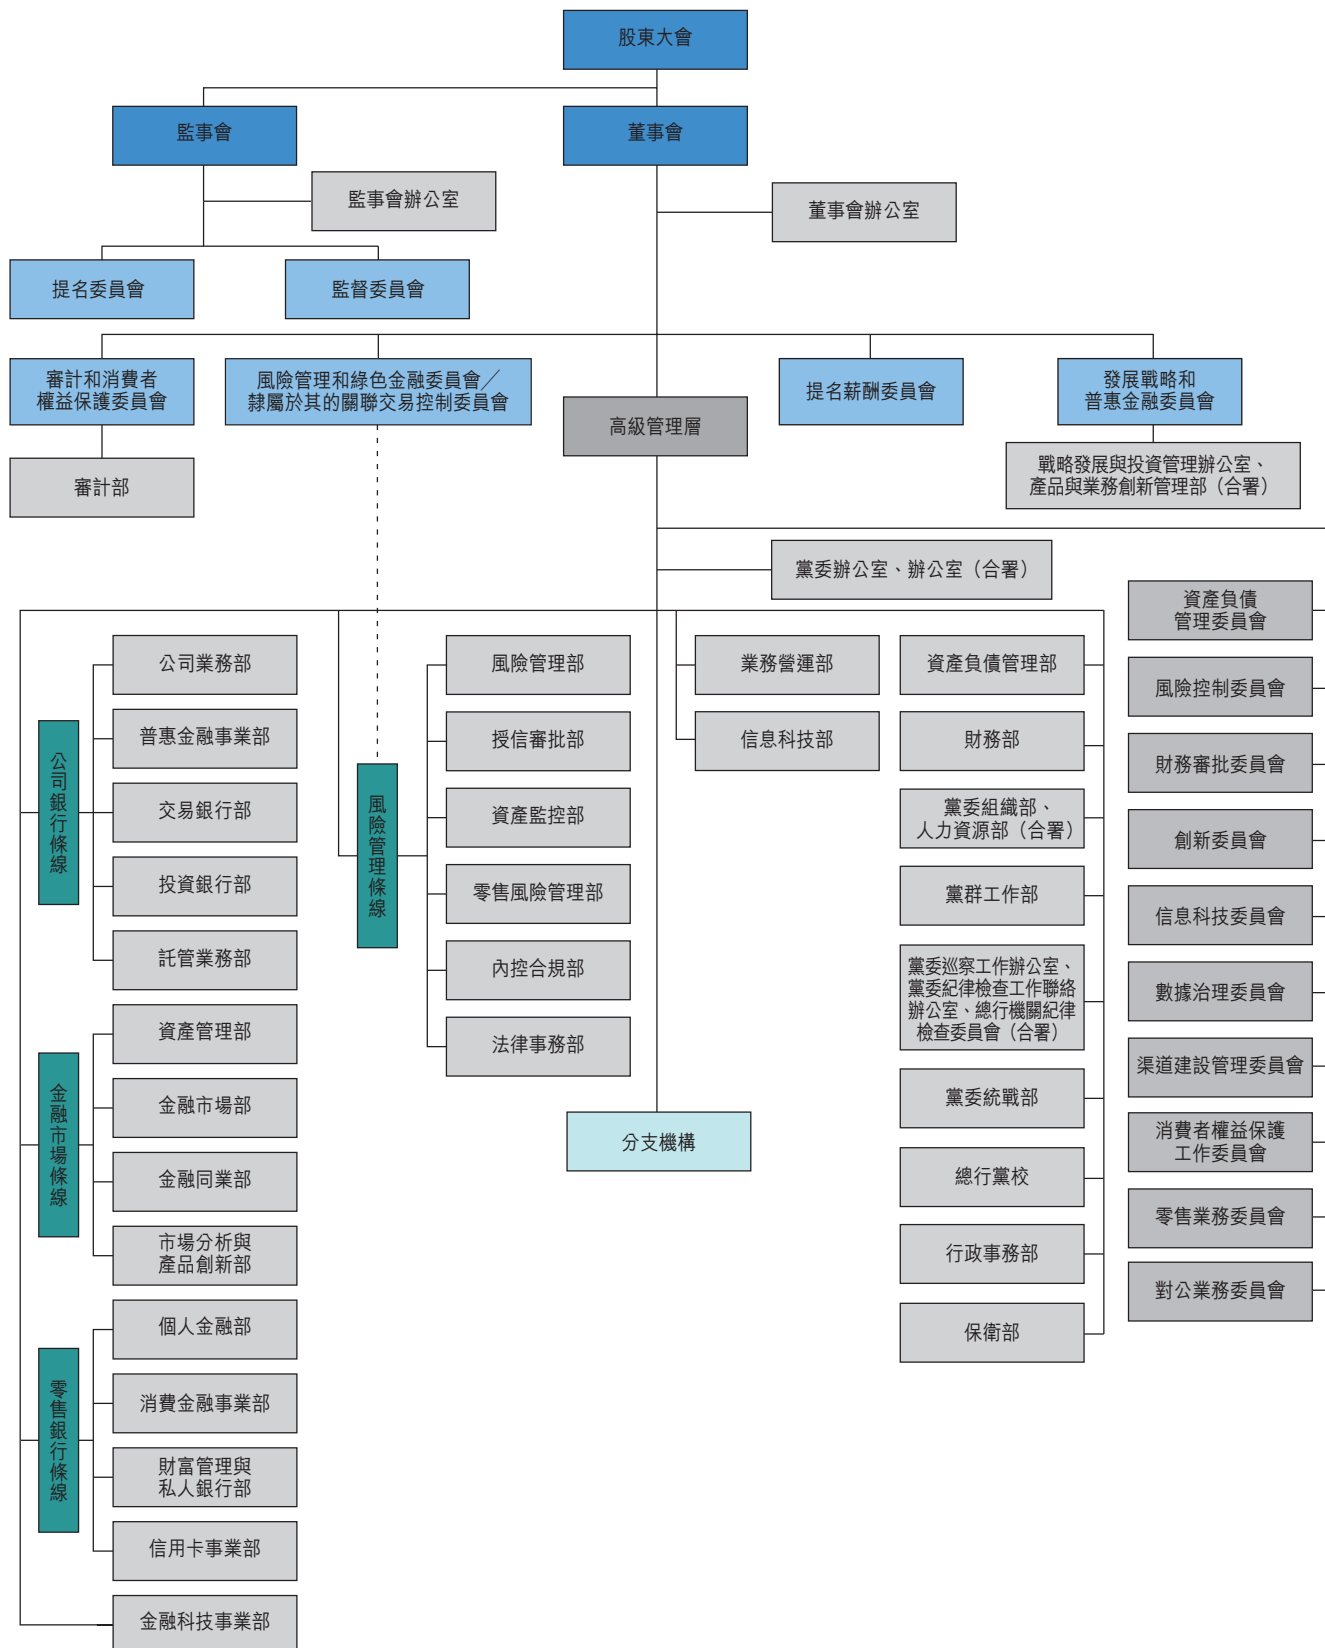 股東大會
監事會
董事會
監事會辦公室
董事會辦公室
提名委員會
監督委員會
審計和消費者
權益保護委員會
風險管理和綠色金融委員會／
隸屬於其的關聯交易控制委員會
提名薪酬委員會
發展戰略和
普惠金融委員會
高級管理層
審計部
戰略發展與投資管理辦公室、
產品與業務創新管理部（合署）
黨委辦公室、辦公室（合署）
公司銀行條線
公司業務部
普惠金融事業部
交易銀行部
投資銀行部
託管業務部
金融市場條線
資產管理部
金融市場部
金融同業部
市場分析與
產品創新部
零售銀行條線
個人金融部
消費金融事業部
財富管理與
私人銀行部
信用卡事業部
金融科技事業部
風險管理條線
風險管理部
授信審批部
資產監控部
零售風險管理部
內控合規部
法律事務部
分支機構
業務營運部
信息科技部
資產負債管理部
財務部
黨委組織部、
人力資源部（合署）
黨群工作部
黨委巡察工作辦公室、
黨委紀律檢查工作聯絡
辦公室、總行機關紀律
檢查委員會（合署）
黨委統戰部
總行黨校
行政事務部
保衛部
資產負債
管理委員會
風險控制委員會
財務審批委員會
創新委員會
信息科技委員會
數據治理委員會
渠道建設管理委員會
消費者權益保護
工作委員會
零售業務委員會
對公業務委員會